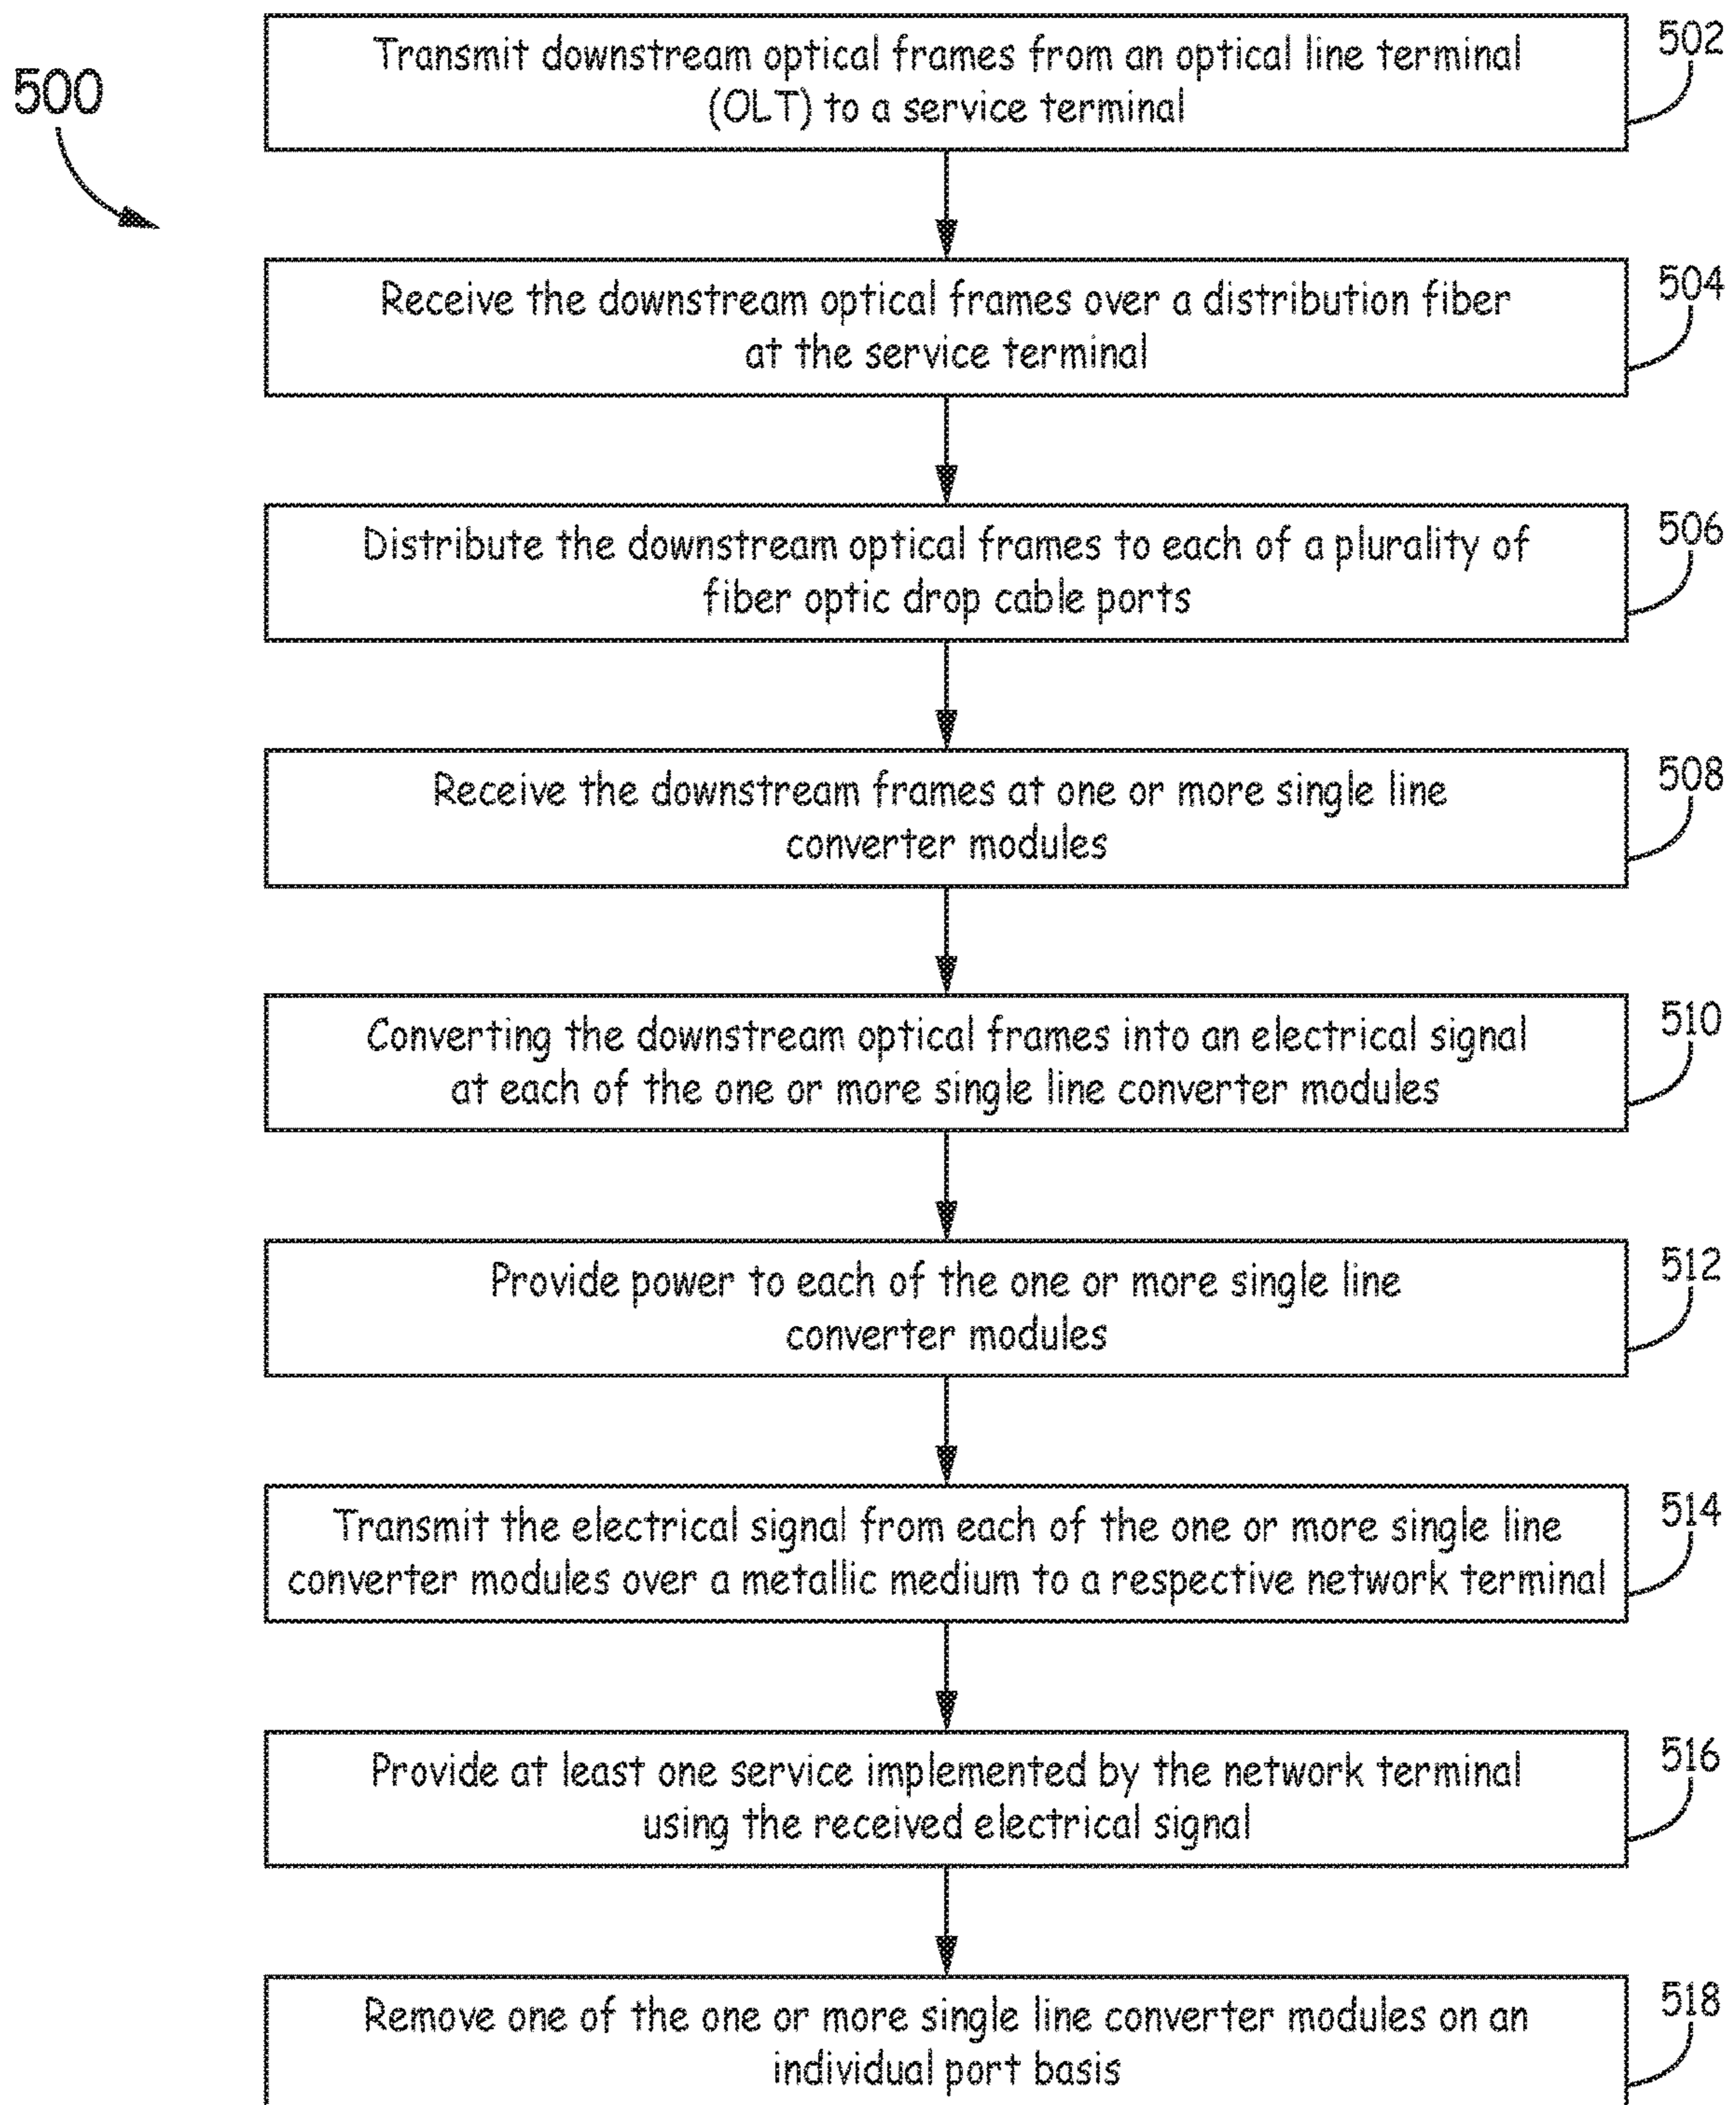 500
Transmit downstream optical frames from an optical line terminal
(OLT) to a service terminal
502
Receive the downstream optical frames over a distribution fiber
at the service terminal
504
Distribute the downstream optical frames to each of a plurality of
fiber optic drop cable ports
506
Receive the downstream frames at one or more single line
converter modules
508
Converting the downstream optical frames into an electrical signal
at each of the one or more single line converter modules
510
Provide power to each of the one or more single line
converter modules
512
Transmit the electrical signal from each of the one or more single line
converter modules over a metallic medium to a respective network terminal
514
Provide at least one service implemented by the network terminal
using the received electrical signal
516
Remove one of the one or more single line converter modules on an
individual port basis
518